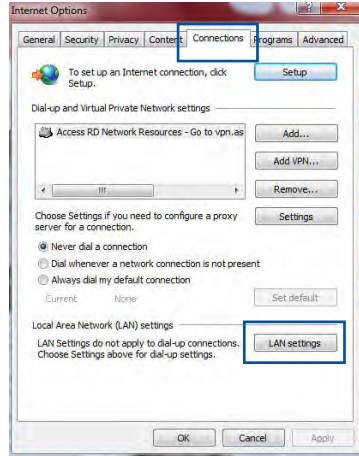 Internet Options
General Security Privacy Content Connections Programs Advanced
To set up an Internet connection, click
Setup.
Setup
Dial-up and Virtual Private Network settings
Access RD Network Resources - Go to vpn.as
Add...
Add VPN...
Remove...
Choose Settings if you need to configure a proxy
server for a connection.
Settings
Never dial a connection
Dial whenever a network connection is not present
Always dial my default connection
Current None
Set default
Local Area Network (LAN) settings
LAN Settings do not apply to dial-up connections.
Choose Settings above for dial-up settings.
LAN settings
OK Cancel Apply